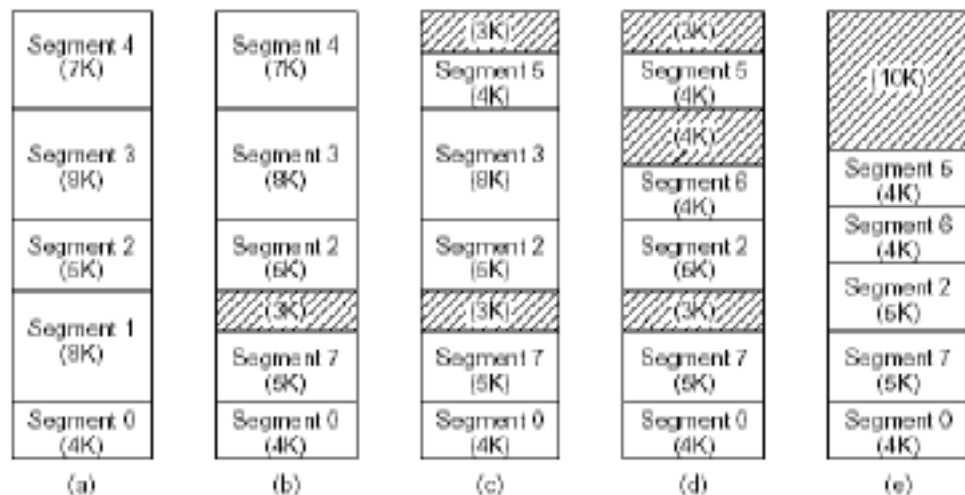 Segment 4
(7K)
Segment 3
(8K)
Segment 2
(5K)
Segment 1
(8K)
Segment 0
(4K)
(a)
Segment 4
(7K)
Segment 3
(8K)
Segment 2
(5K)
(3K)
Segment 7
(5K)
Segment 0
(4K)
(b)
(3K)
Segment 5
(4K)
Segment 3
(8K)
Segment 2
(5K)
(3K)
Segment 7
(5K)
Segment 0
(4K)
(c)
(3K)
Segment 5
(4K)
(4K)
Segment 6
(4K)
Segment 2
(5K)
(3K)
Segment 7
(5K)
Segment 0
(4K)
(d)
(10K)
Segment 5
(4K)
Segment 6
(4K)
Segment 2
(5K)
Segment 7
(5K)
Segment 0
(4K)
(e)